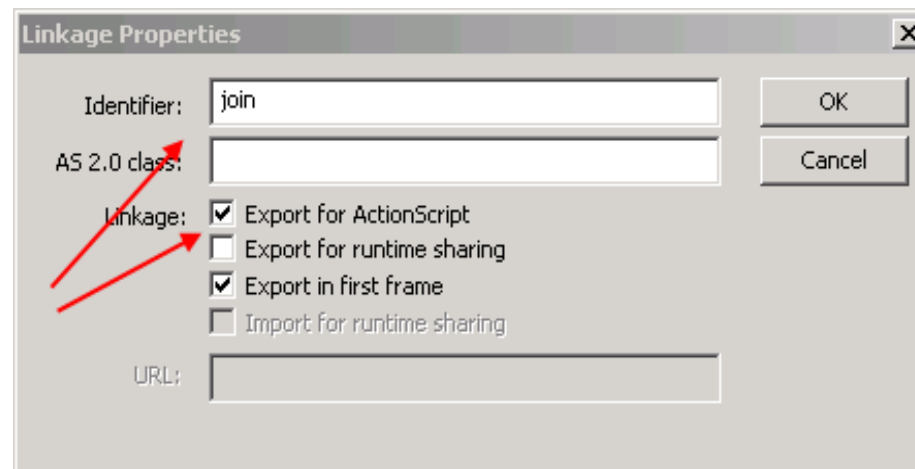 Linkage Properties
Identifier: join OK
AS 2.0 class: Cancel
Linkage: Export for ActionScript
Export for runtime sharing
Export in first frame
Import for runtime sharing
URL: